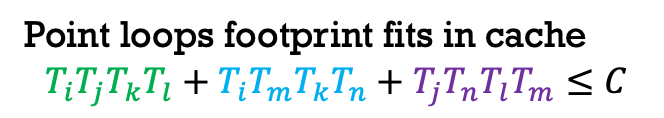 Point loops footprint fits in cache
TᵢTⱼTₖTₗ + TᵢTₘTₖTₙ + TⱼTₙTₗTₘ ≤ C